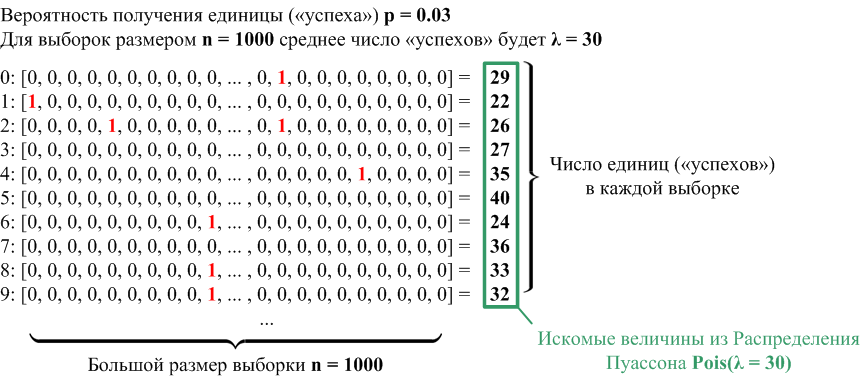 Вероятность получения единицы («успеха») p = 0.03
Для выборок размером n = 1000 среднее число «успехов» будет λ = 30
0: [0, 0, 0, 0, 0, 0, 0, 0, 0, 0, ... , 0, 1, 0, 0, 0, 0, 0, 0, 0, 0] = 29
1: [1, 0, 0, 0, 0, 0, 0, 0, 0, 0, ... , 0, 0, 0, 0, 0, 0, 0, 0, 0, 0] = 22
2: [0, 0, 0, 0, 1, 0, 0, 0, 0, 0, ... , 0, 1, 0, 0, 0, 0, 0, 0, 0, 0] = 26
3: [0, 0, 0, 0, 0, 0, 0, 0, 0, 0, ... , 0, 0, 0, 0, 0, 0, 0, 0, 0, 0] = 27
4: [0, 0, 0, 0, 0, 0, 0, 0, 0, 0, ... , 0, 0, 0, 0, 0, 1, 0, 0, 0, 0] = 35
5: [0, 0, 0, 0, 0, 0, 0, 0, 0, 0, ... , 0, 0, 0, 0, 0, 0, 0, 0, 0, 0] = 40
6: [0, 0, 0, 0, 0, 0, 0, 0, 0, 1, ... , 0, 0, 0, 0, 0, 0, 0, 0, 0, 0] = 24
7: [0, 0, 0, 0, 0, 0, 0, 0, 0, 0, ... , 0, 0, 0, 0, 0, 0, 0, 0, 0, 0] = 36
8: [0, 0, 0, 0, 0, 0, 0, 0, 0, 1, ... , 0, 0, 0, 0, 0, 0, 0, 0, 0, 0] = 33
9: [0, 0, 0, 0, 0, 0, 0, 0, 0, 1, ... , 0, 0, 0, 0, 0, 0, 0, 0, 0, 0] = 32
...
Число единиц («успехов»)
в каждой выборке
Искомые величины из Распределения
Пуассона Pois(λ = 30)
Большой размер выборки n = 1000